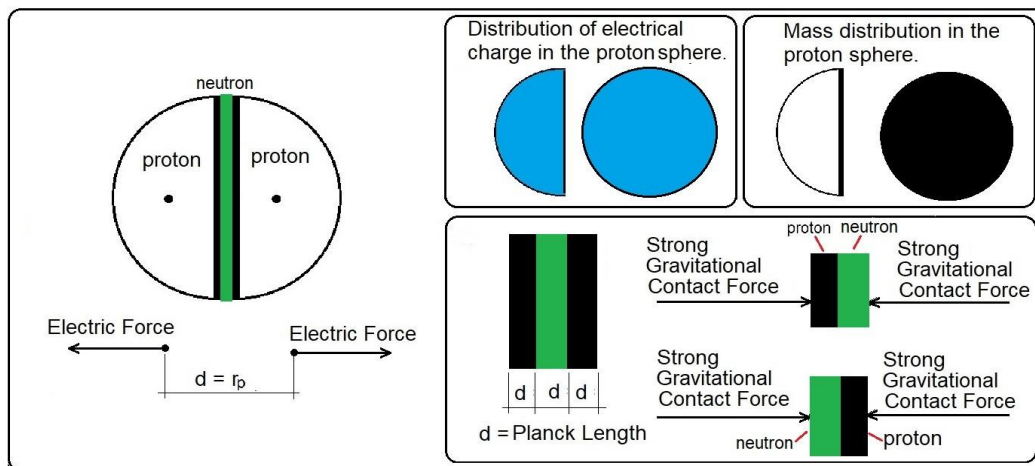 neutron
proton
proton
Electric Force
Electric Force
d = rp
Distribution of electrical
charge in the proton sphere.
Mass distribution in the
proton sphere.
d
d
d
d = Planck Length
proton
neutron
Strong
Gravitational
Contact Force
Strong
Gravitational
Contact Force
Strong
Gravitational
Contact Force
Strong
Gravitational
Contact Force
neutron
proton